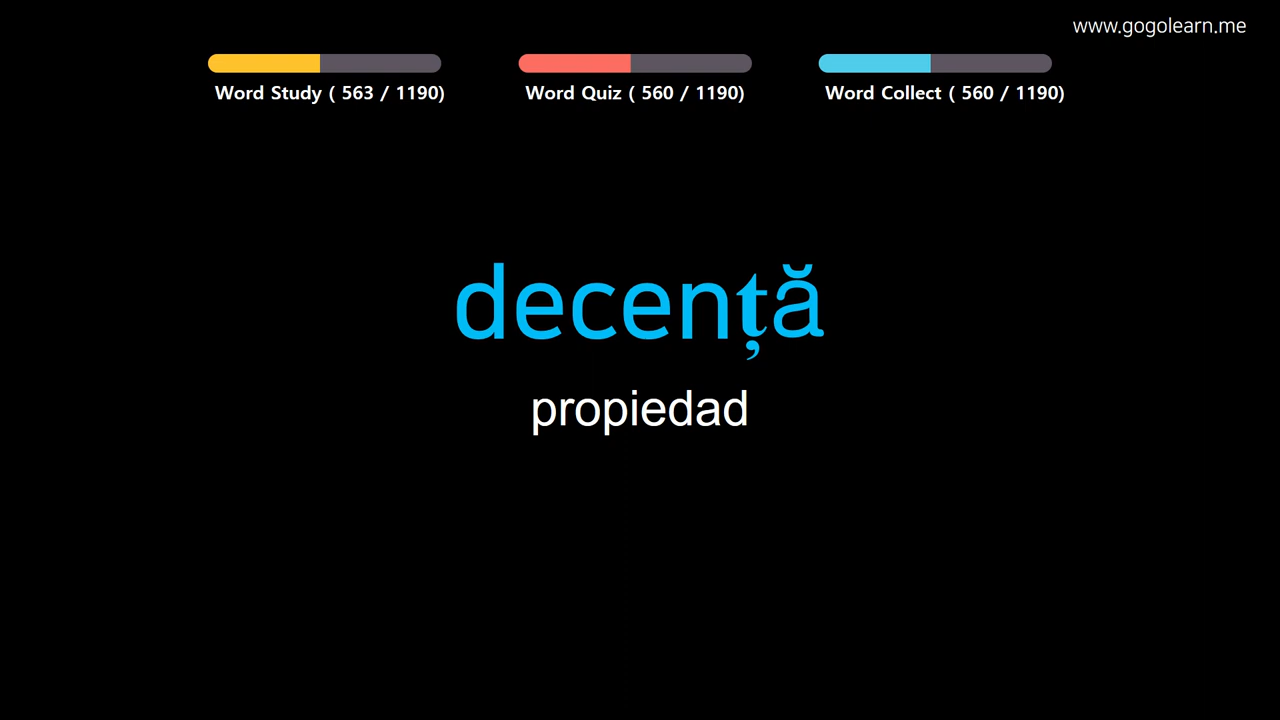 www.gogolearn.me
Word Study ( 563 / 1190)
Word Quiz ( 560 / 1190)
Word Collect ( 560 / 1190)
decență
propiedad